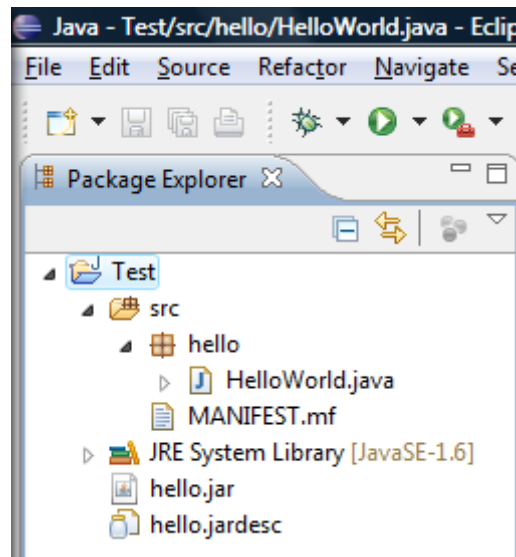 Java - Test/src/hello/HelloWorld.java - Eclip
File Edit Source Refactor Navigate Se
Package Explorer
Test
src
hello
HelloWorld.java
MANIFEST.mf
JRE System Library [JavaSE-1.6]
hello.jar
hello.jardesc